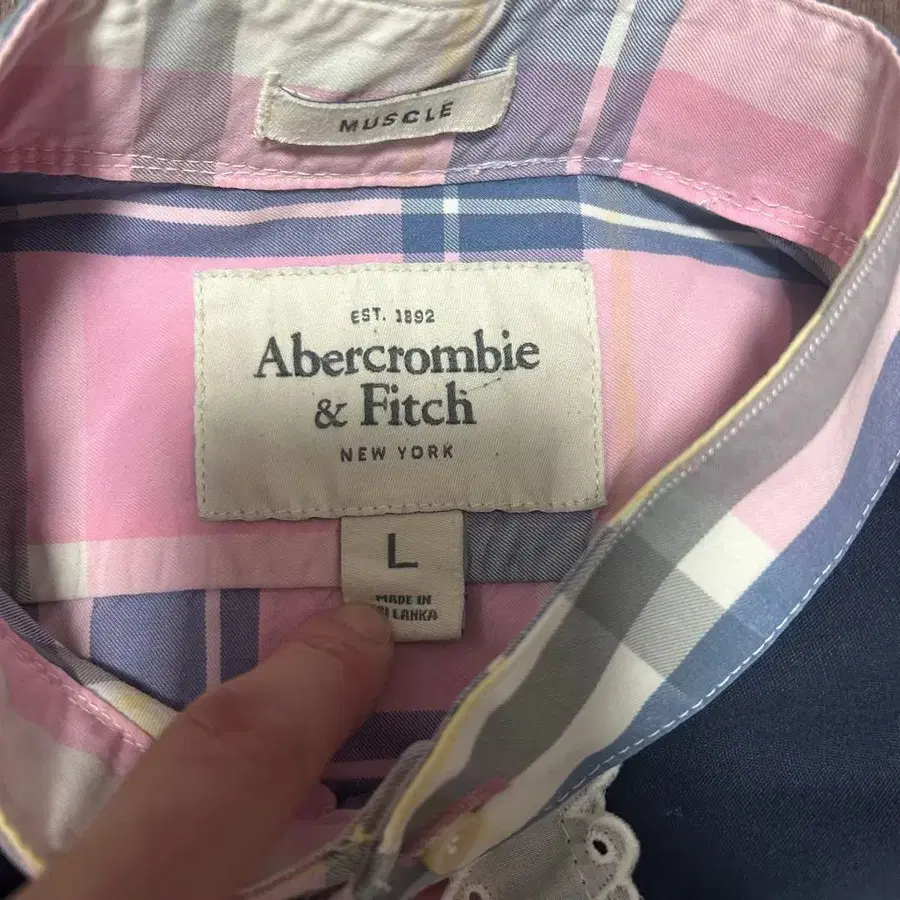 MUSCLE
EST. 1892
Abercrombie
& Fitch
NEW YORK
L
MADE IN
LANKA